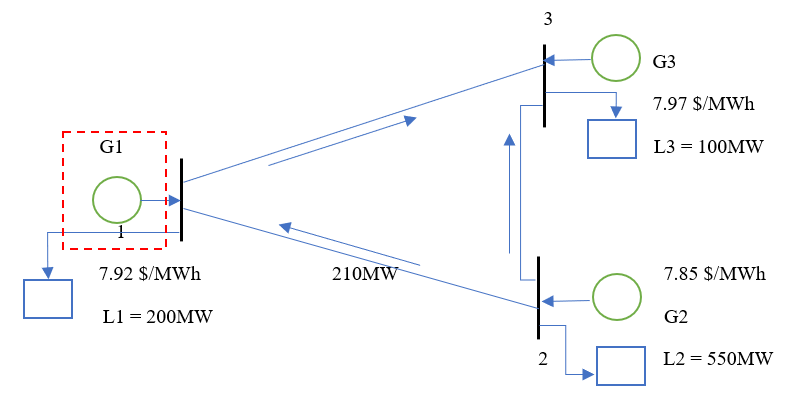 3
G3
7.97 $/MWh
L3 = 100MW
G1
1
7.92 $/MWh
L1 = 200MW
210MW
7.85 $/MWh
G2
L2 = 550MW
2